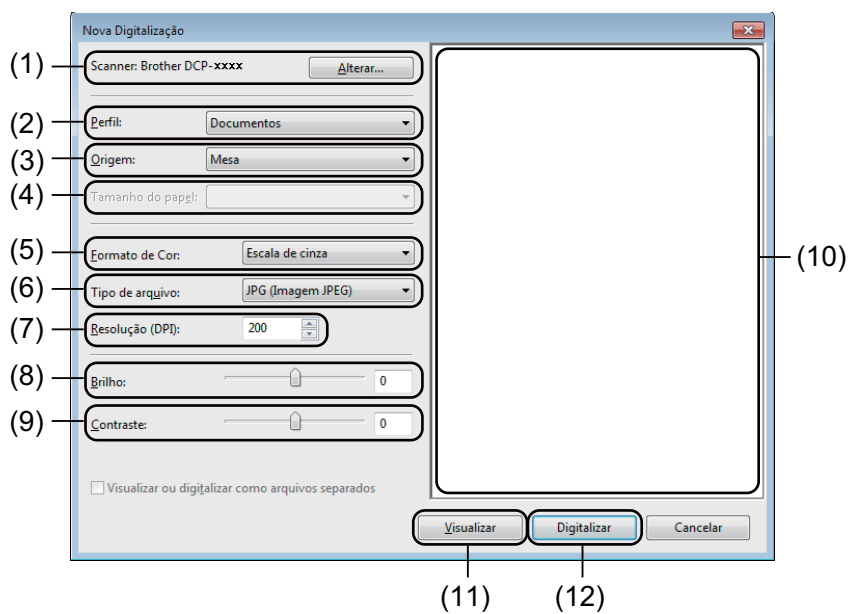 Nova Digitalização
(1) Scanner: Brother DCP-xxxx Alterar...
(2) Perfil: Documentos
(3) Origem: Mesa
(4) Tamanho do papel:
(5) Formato de Cor: Escala de cinza
(10)
(6) Tipo de arquivo: JPG (Imagem JPEG)
(7) Resolução (DPI): 200
(8) Brilho: 0
(9) Contraste: 0
Visualizar ou digitalizar como arquivos separados
Visualizar Digitalizar Cancelar
(11) (12)